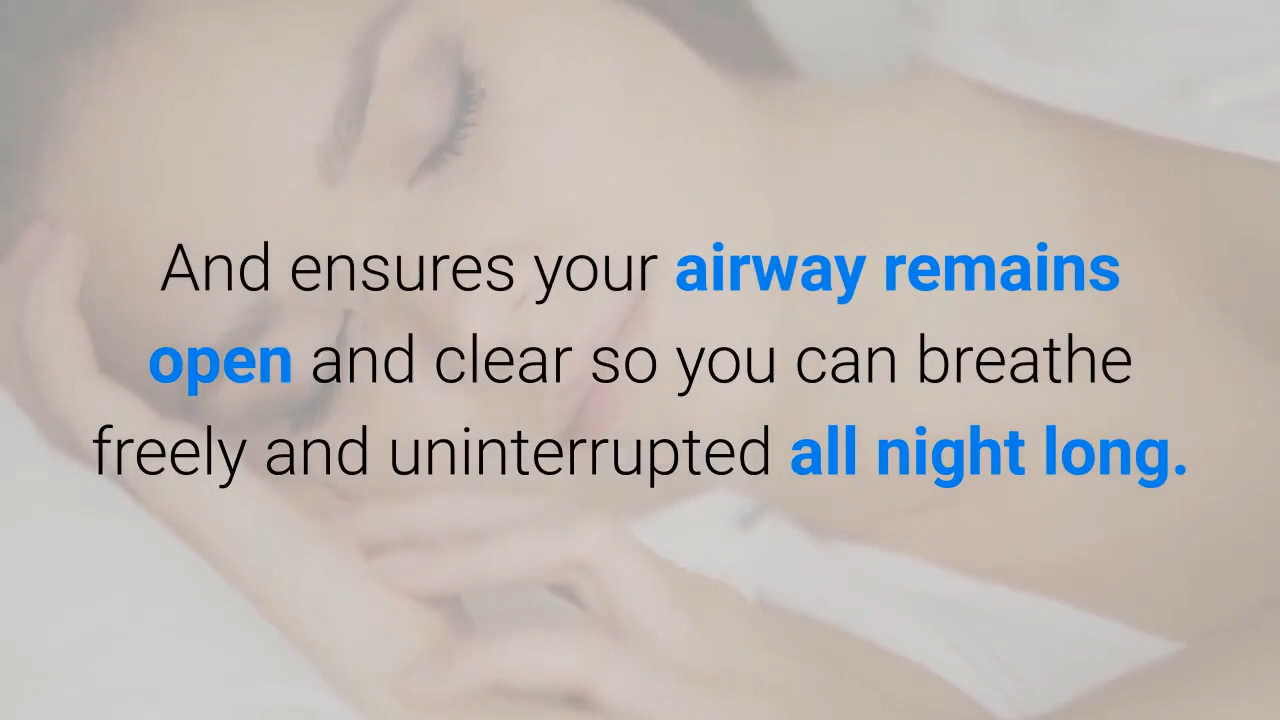 And ensures your airway remains
open and clear so you can breathe
freely and uninterrupted all night long.